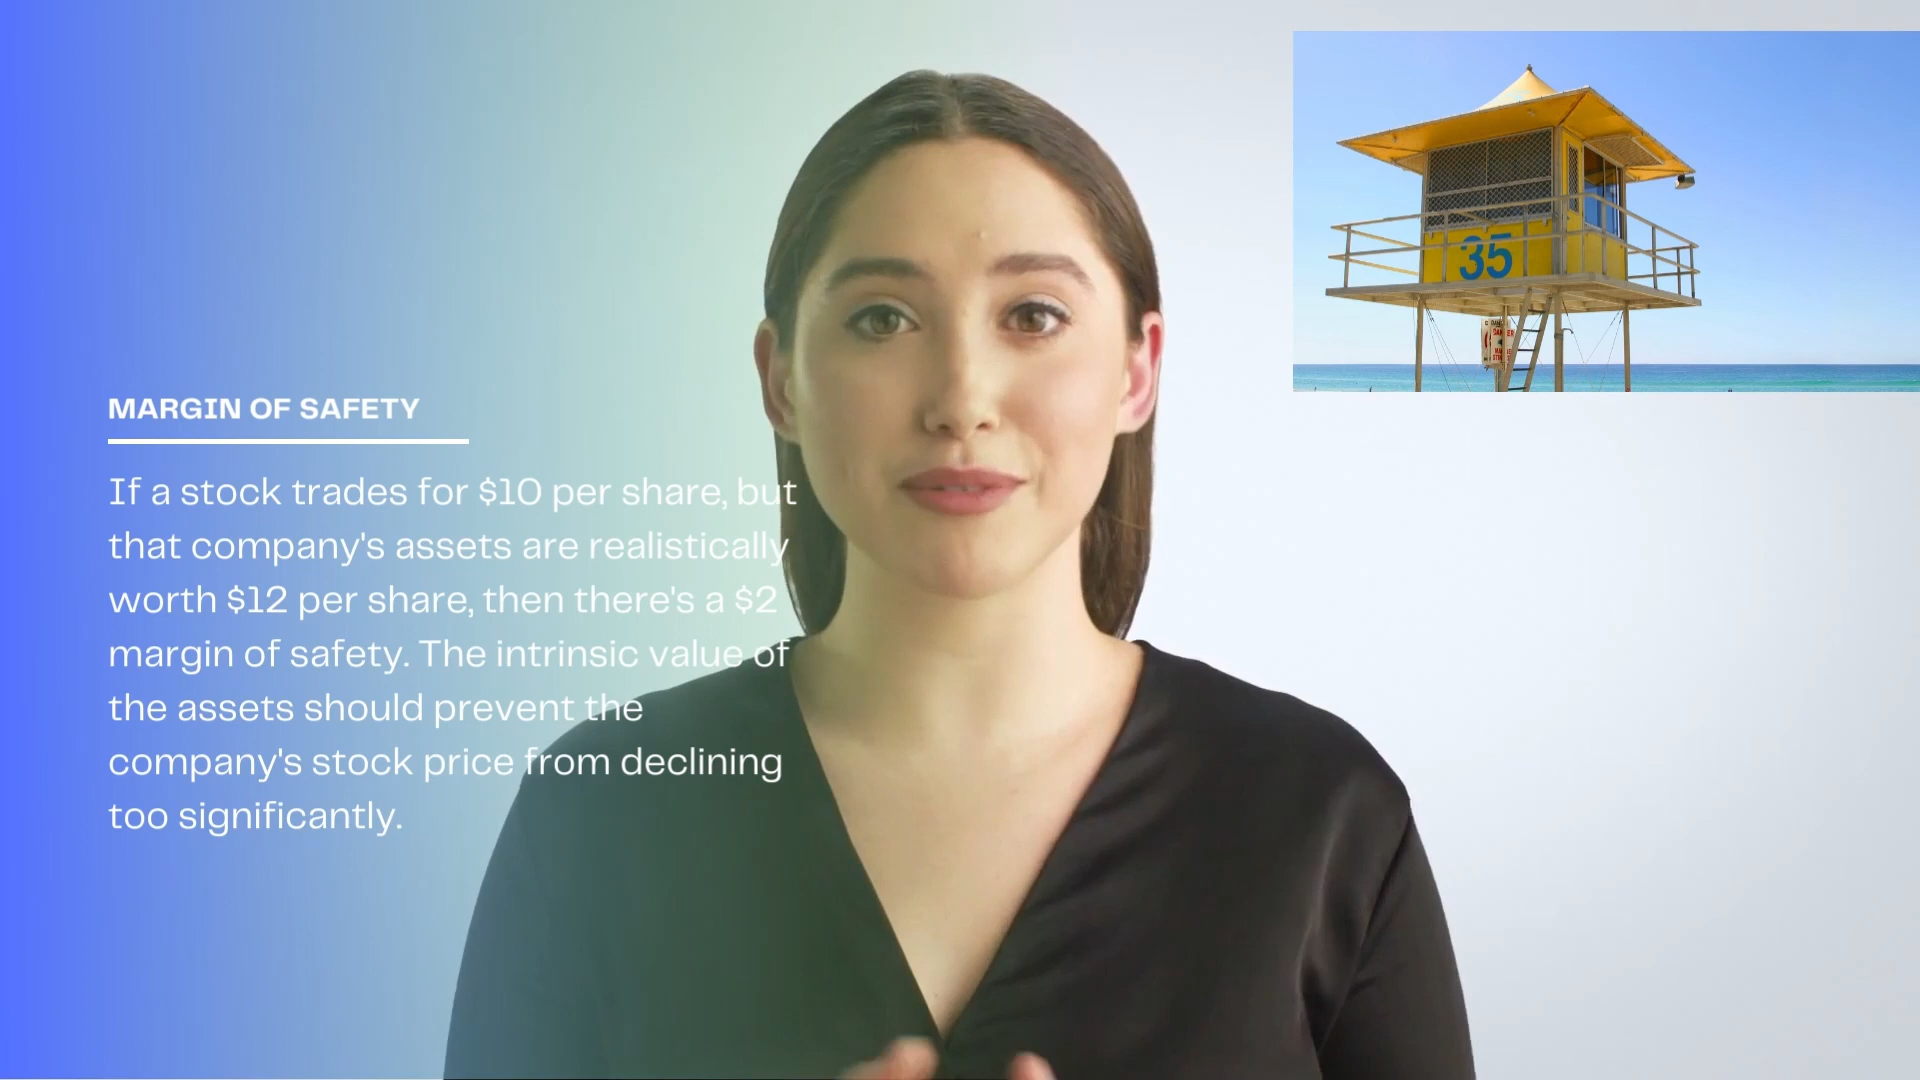 MARGIN OF SAFETY
If a stock trades for $10 per share, but
that company's assets are realistically
worth $12 per share, then there's a $2
margin of safety. The intrinsic value of
the assets should prevent the
company's stock price from declining
too significantly.
35